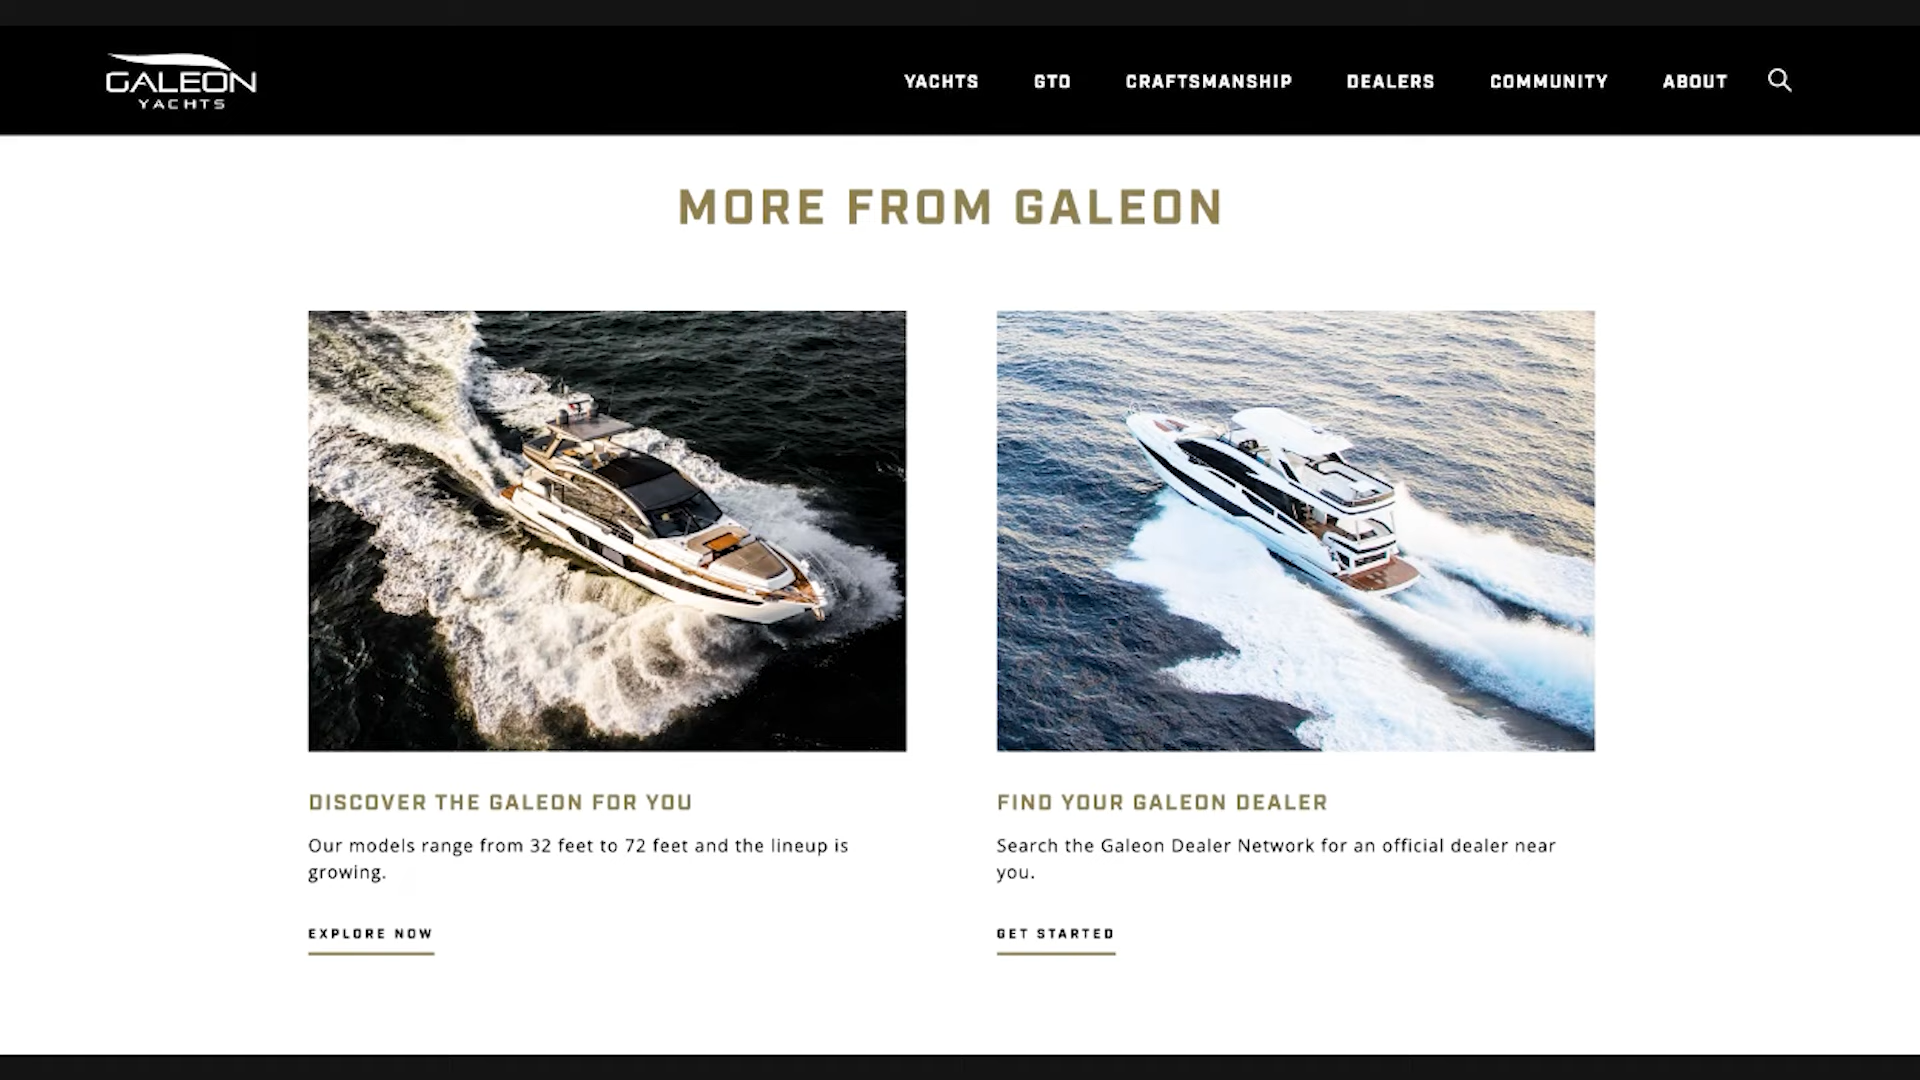 GALEON
YACHTS
YACHTS
GTO
CRAFTSMANSHIP
DEALERS
COMMUNITY
ABOUT
MORE FROM GALEON
DISCOVER THE GALEON FOR YOU
Our models range from 32 feet to 72 feet and the lineup is
growing.
EXPLORE NOW
FIND YOUR GALEON DEALER
Search the Galeon Dealer Network for an official dealer near
you.
GET STARTED